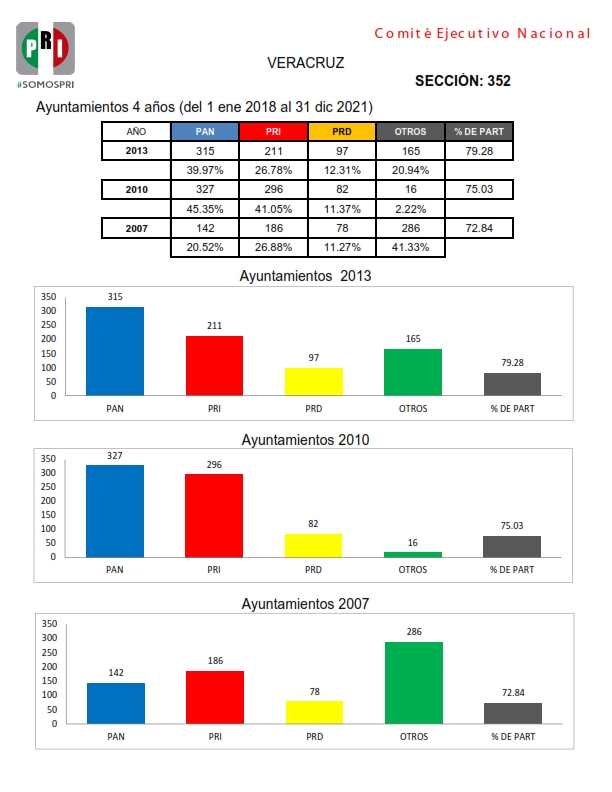 Comité Ejecutivo Nacional
PRI
#SOMOSPRI
VERACRUZ
SECCIÓN: 352
Ayuntamientos 4 años (del 1 ene 2018 al 31 dic 2021)
AÑO PAN PRI PRD OTROS % DE PART
2013 315 211 97 165 79.28
39.97% 26.78% 12.31% 20.94%
2010 327 296 82 16 75.03
45.35% 41.05% 11.37% 2.22%
2007 142 186 78 286 72.84
20.52% 26.88% 11.27% 41.33%
Ayuntamientos 2013
350
300
250
200
150
100
50
0
315 211 97 165 79.28
PAN PRI PRD OTROS % DE PART
Ayuntamientos 2010
350
300
250
200
150
100
50
0
327 296 82 16 75.03
PAN PRI PRD OTROS % DE PART
Ayuntamientos 2007
350
300
250
200
150
100
50
0
142 186 78 286 72.84
PAN PRI PRD OTROS % DE PART